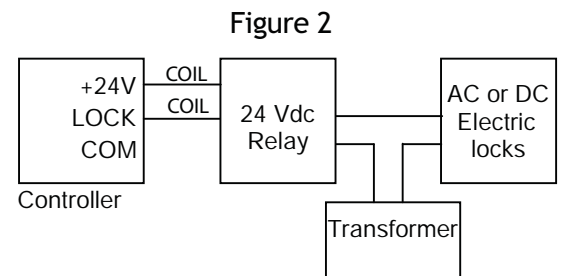 Figure 2
+24V
LOCK
COM
Controller
COIL
COIL
24 Vdc
Relay
AC or DC
Electric
locks
Transformer